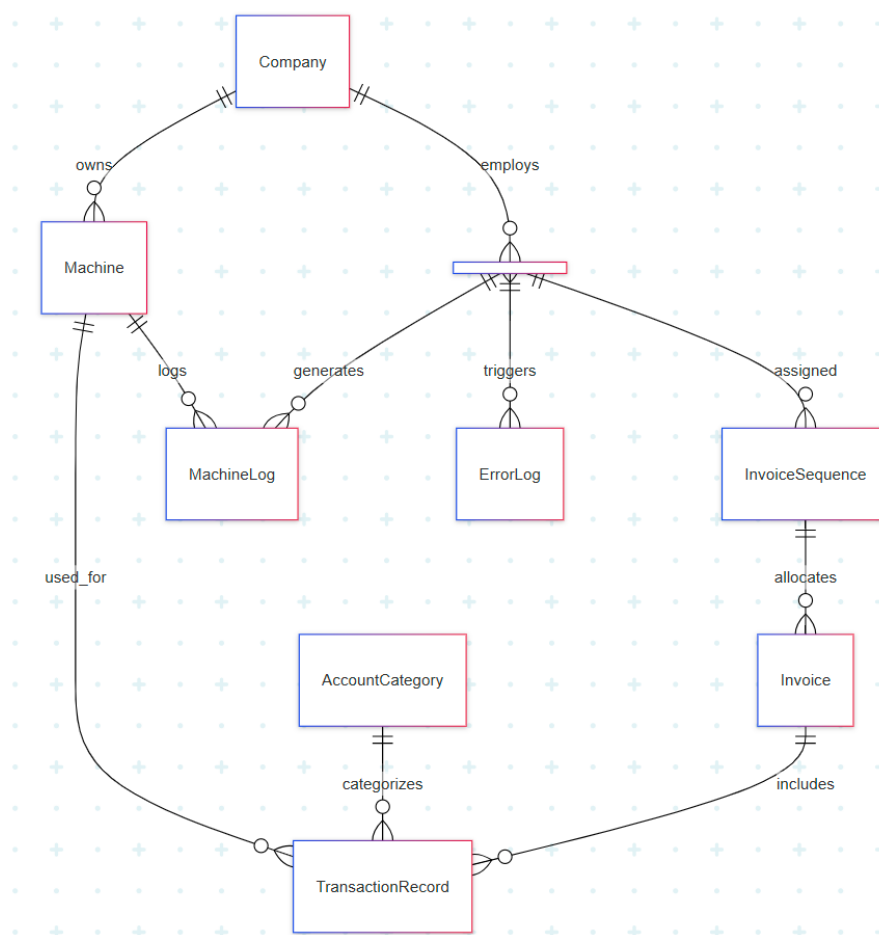 Company
owns
employs
Machine
logs
generates
triggers
assigned
MachineLog
ErrorLog
InvoiceSequence
used_for
allocates
AccountCategory
Invoice
categorizes
includes
TransactionRecord